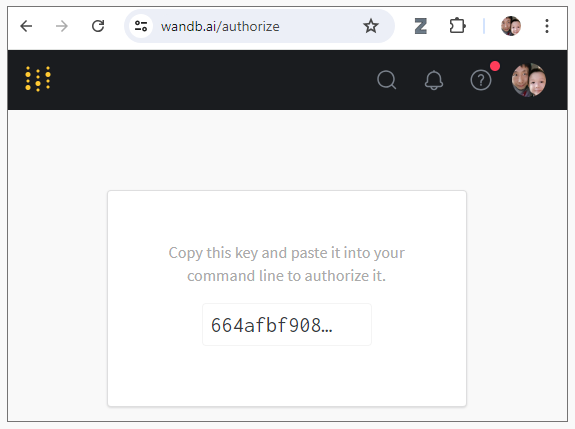 wandb.ai/authorize
Copy this key and paste it into your
command line to authorize it.
664afbf908…